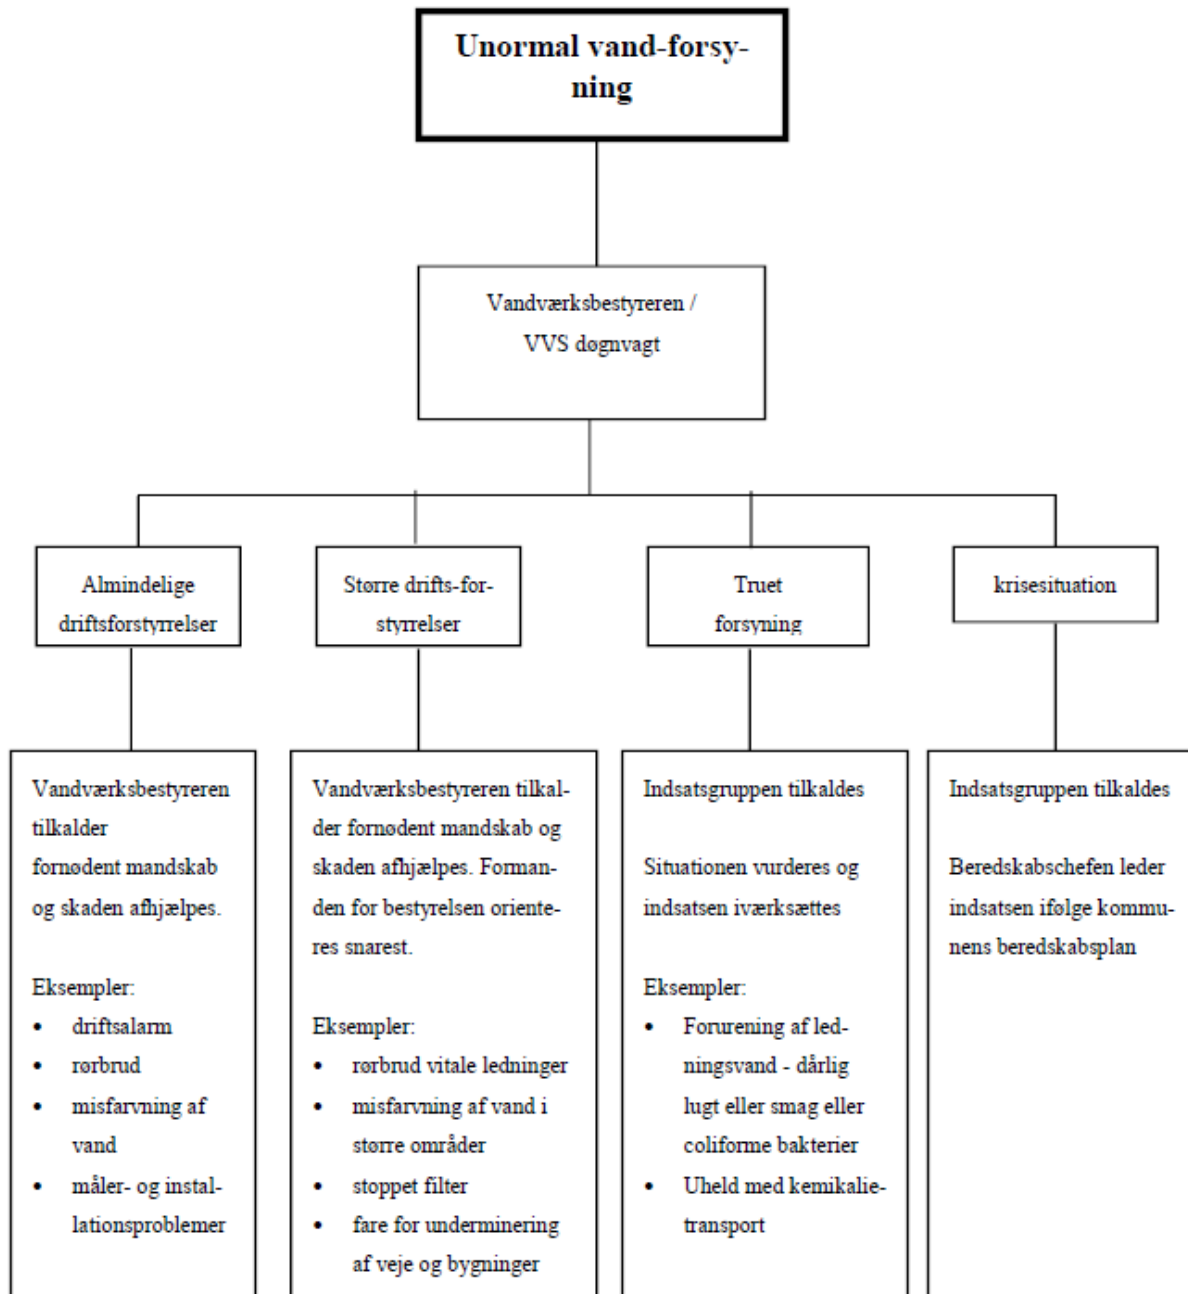 Unormal vand-forsy-
ning
Vandværksbestyreren /
VVS døgnvagt
Almindelige
driftsforstyrrelser
Større drifts-for-
styrrelser
Truet
forsyning
krisesituation
Vandværksbestyreren
tilkalder
fornødent mandskab
og skaden afhjælpes.
Eksempler:
• driftsalarm
• rørbrud
• misfarvning af
vand
• måler- og instal-
lationsproblemer
Vandværksbestyreren tilkal-
der fornødent mandskab og
skaden afhjælpes. Forman-
den for bestyrelsen oriente-
res snarest.
Eksempler:
• rørbrud vitale ledninger
• misfarvning af vand i
større områder
• stoppet filter
• fare for underminering
af veje og bygninger
Indsatsgruppen tilkaldes
Situationen vurderes og
indsatsen iværksættes
Eksempler:
• Forurening af led-
ningsvand - dårlig
lugt eller smag eller
coliforme bakterier
• Uheld med kemikalie-
transport
Indsatsgruppen tilkaldes
Beredskabschefen leder
indsatsen ifølge kommu-
nens beredskabsplan